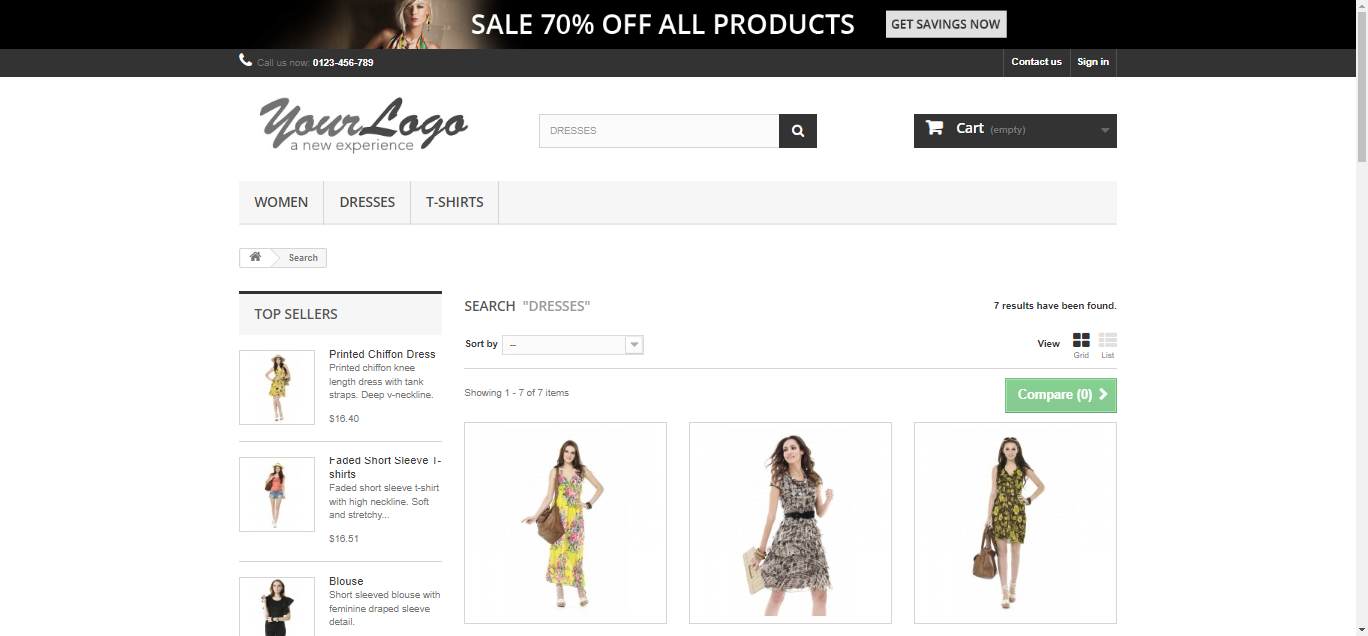 SALE 70% OFF ALL PRODUCTS
GET SAVINGS NOW
Call us now: 0123-456-789
Contact us
Sign in
YourLogo
a new experience
DRESSES
Cart (empty)
WOMEN
DRESSES
T-SHIRTS
Search
TOP SELLERS
Printed Chiffon Dress
Printed chiffon knee
length dress with tank
straps. Deep v-neckline.
$16.40
Faded Short Sleeve T-
shirts
Faded short sleeve t-shirt
with high neckline. Soft
and stretchy...
$16.51
Blouse
Short sleeved blouse with
feminine draped sleeve
detail.
SEARCH "DRESSES"
7 results have been found.
Sort by --
View
Grid
List
Showing 1 - 7 of 7 items
Compare (0)